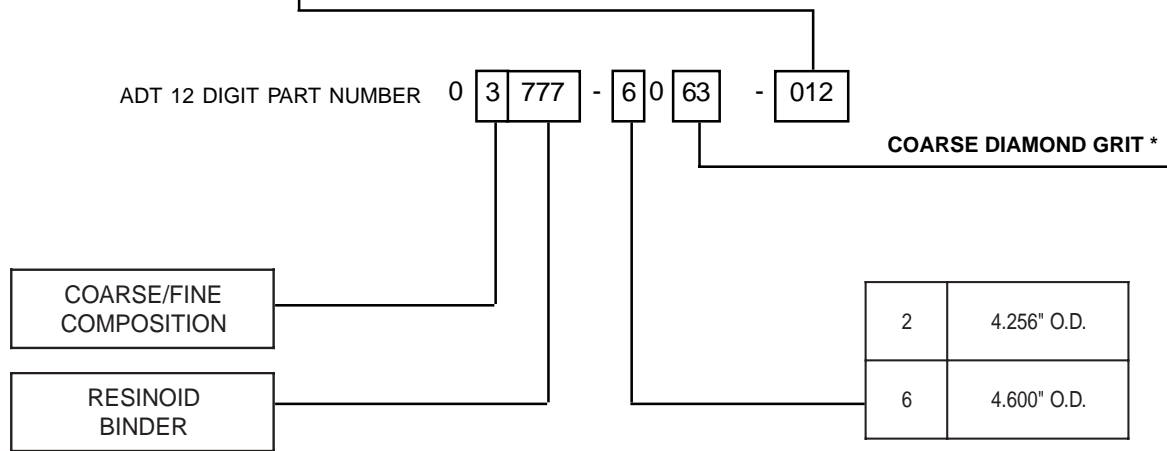 ADT 12 DIGIT PART NUMBER 0 3 777 - 6 0 63 - 012
COARSE DIAMOND GRIT *
COARSE/FINE
COMPOSITION
RESINOID
BINDER
2 4.256" O.D.
6 4.600" O.D.